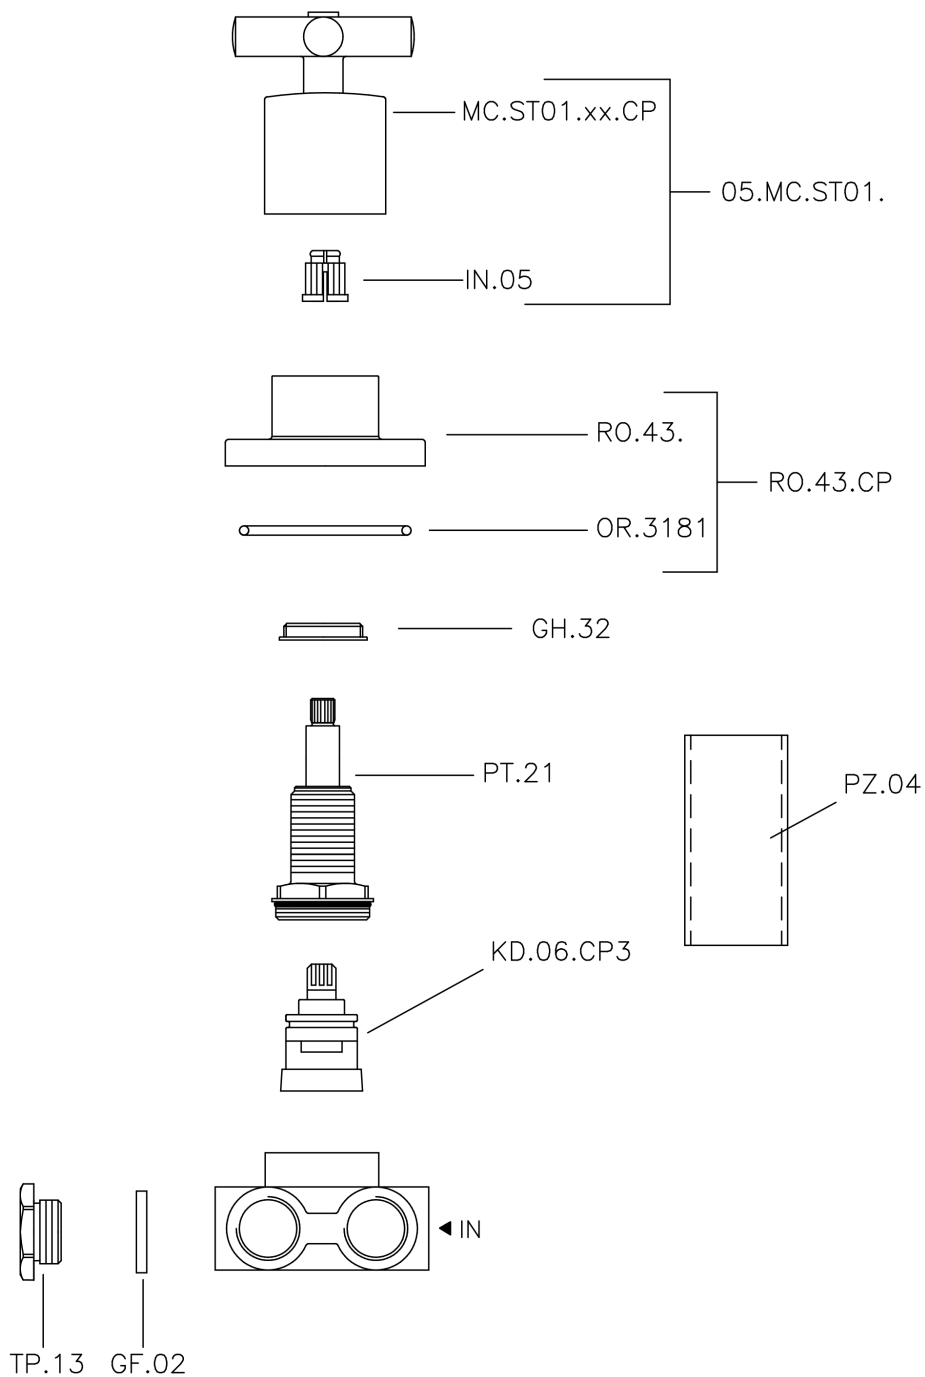 MC.ST01.xx.CP
05.MC.ST01.
IN.05
RO.43.
RO.43.CP
OR.3181
GH.32
PT.21
PZ.04
KD.06.CP3
IN
TP.13
GF.02